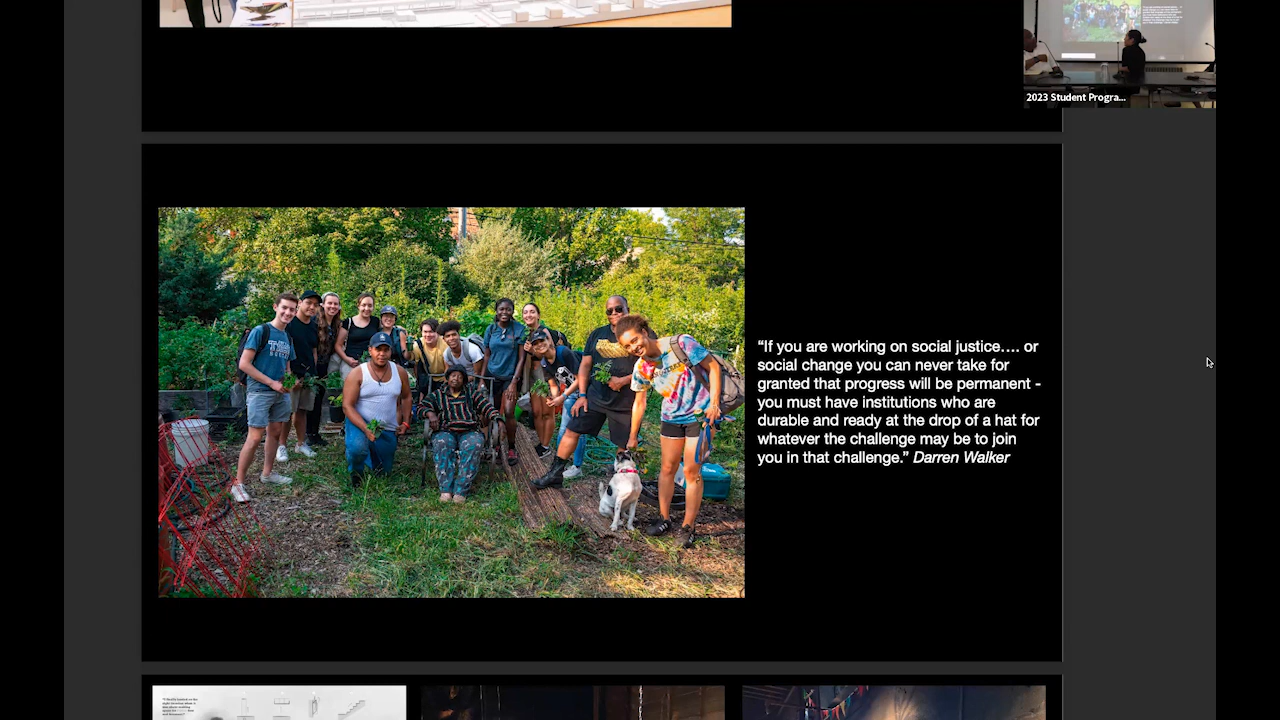 2023 Student Progra...
“If you are working on social justice.... or
social change you can never take for
granted that progress will be permanent -
you must have institutions who are
durable and ready at the drop of a hat for
whatever the challenge may be to join
you in that challenge.” Darren Walker